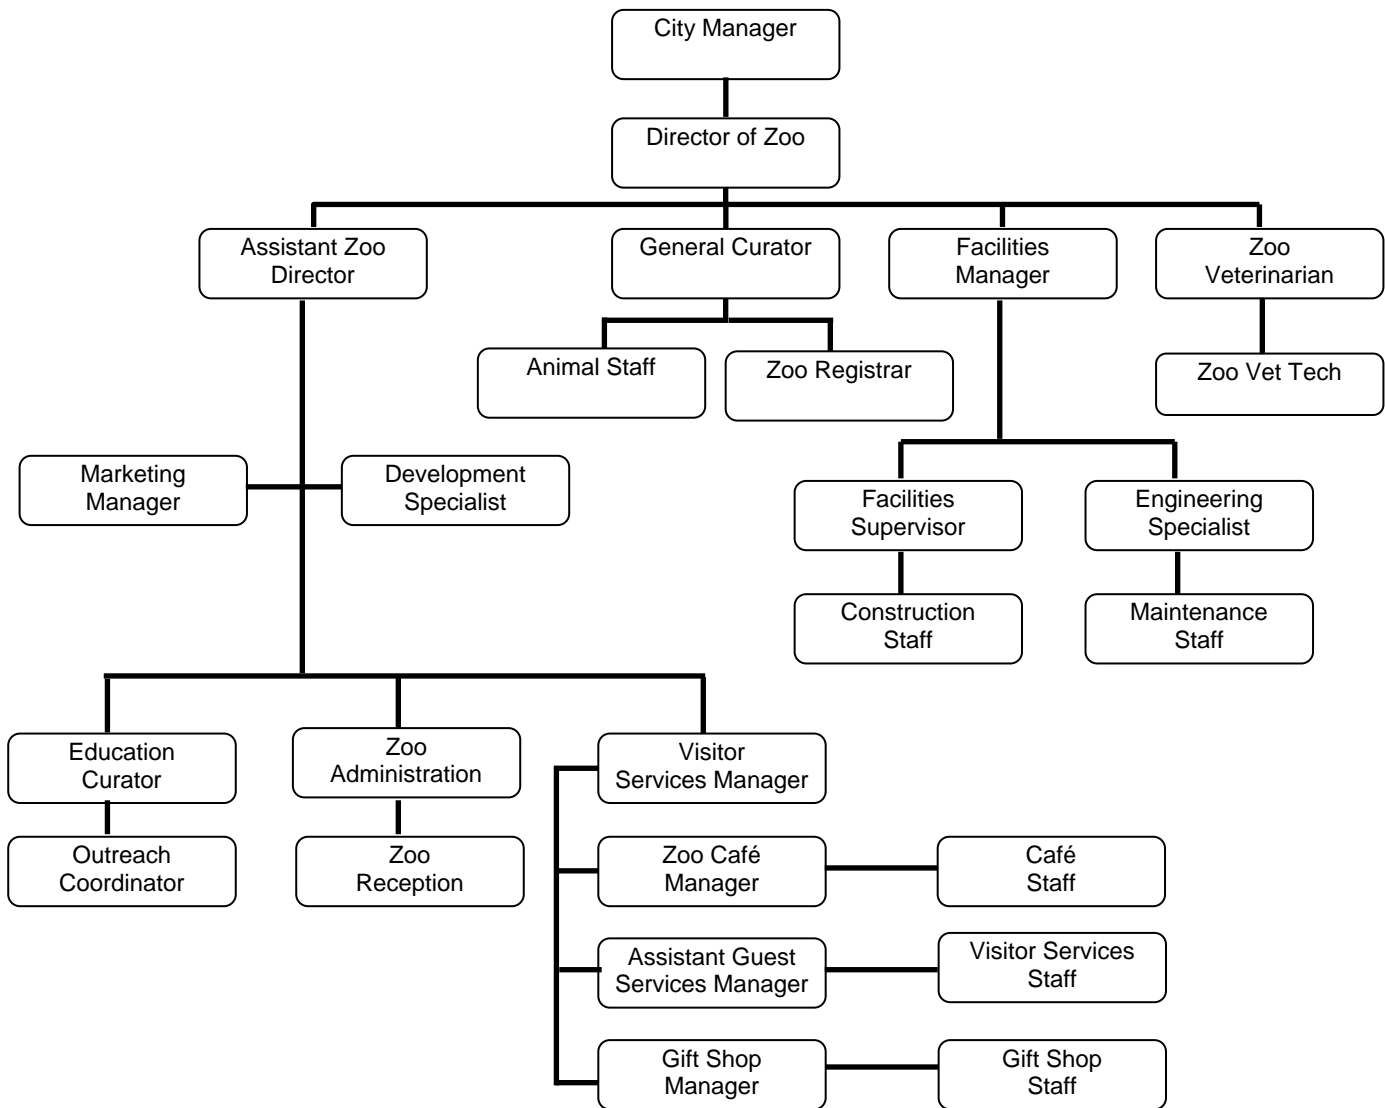 City Manager
Director of Zoo
Assistant Zoo
Director
General Curator
Facilities
Manager
Zoo
Veterinarian
Animal Staff
Zoo Registrar
Zoo Vet Tech
Marketing
Manager
Development
Specialist
Facilities
Supervisor
Engineering
Specialist
Construction
Staff
Maintenance
Staff
Education
Curator
Zoo
Administration
Visitor
Services Manager
Outreach
Coordinator
Zoo
Reception
Zoo Café
Manager
Café
Staff
Assistant Guest
Services Manager
Visitor Services
Staff
Gift Shop
Manager
Gift Shop
Staff